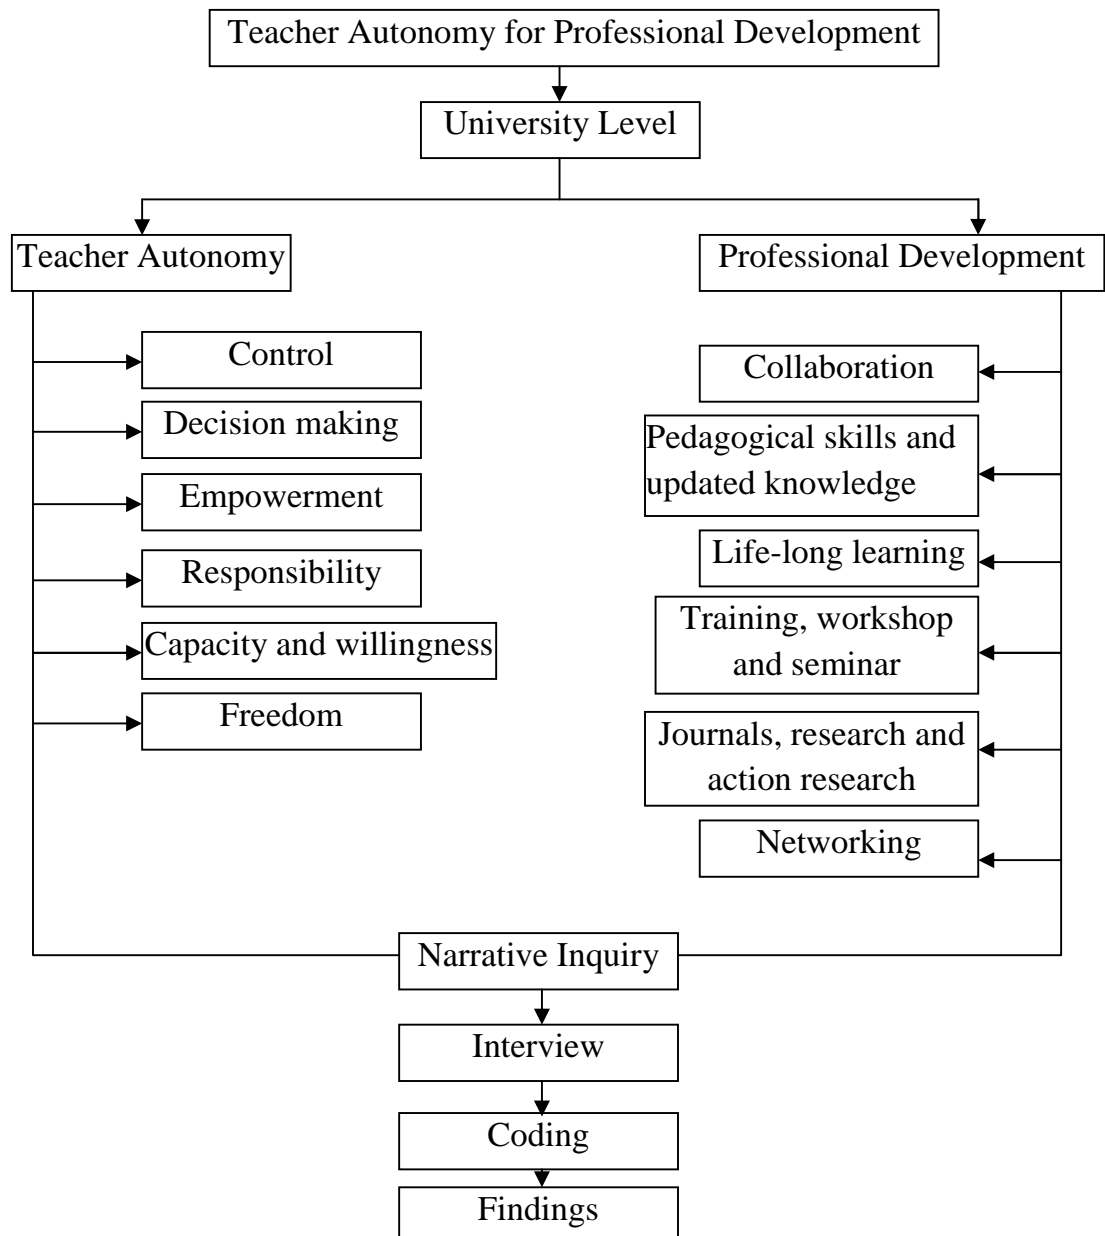 Teacher Autonomy for Professional Development
University Level
Teacher Autonomy
Professional Development
Control
Decision making
Empowerment
Responsibility
Capacity and willingness
Freedom
Collaboration
Pedagogical skills and
updated knowledge
Life-long learning
Training, workshop
and seminar
Journals, research and
action research
Networking
Narrative Inquiry
Interview
Coding
Findings